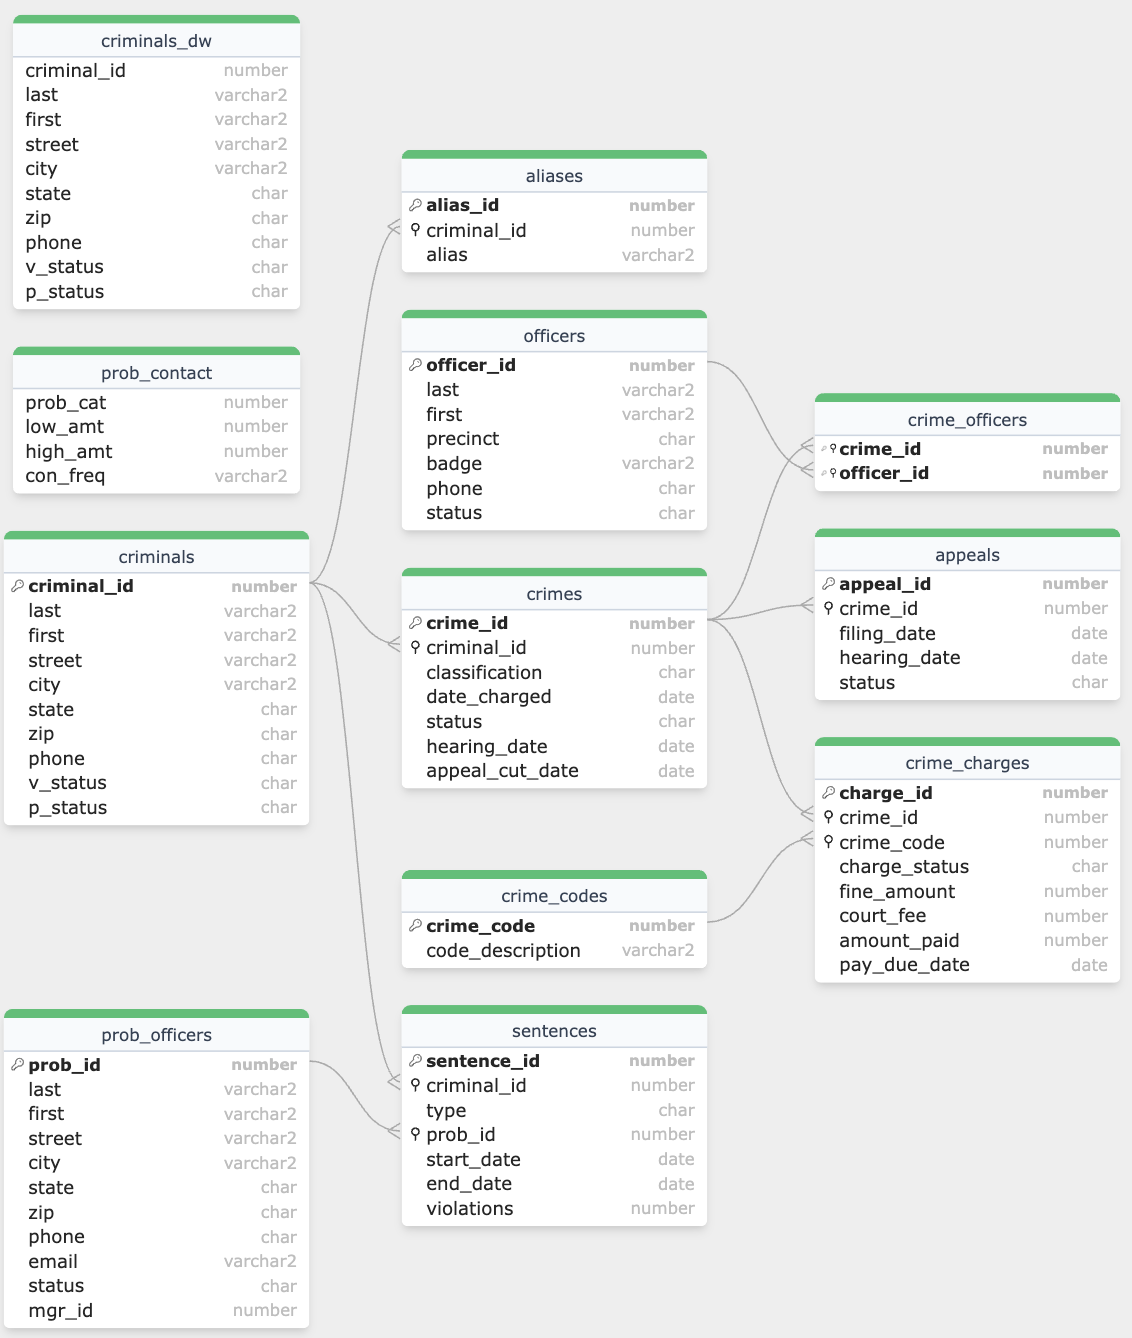 criminals_dw
criminal_id number
last varchar2
first varchar2
street varchar2
city varchar2
state char
zip char
phone char
v_status char
p_status char
prob_contact
prob_cat number
low_amt number
high_amt number
con_freq varchar2
criminals
criminal_id number
last varchar2
first varchar2
street varchar2
city varchar2
state char
zip char
phone char
v_status char
p_status char
prob_officers
prob_id number
last varchar2
first varchar2
street varchar2
city varchar2
state char
zip char
phone char
email varchar2
status char
mgr_id number
aliases
alias_id number
criminal_id number
alias varchar2
officers
officer_id number
last varchar2
first varchar2
precinct char
badge varchar2
phone char
status char
crimes
crime_id number
criminal_id number
classification char
date_charged date
status char
hearing_date date
appeal_cut_date date
crime_codes
crime_code number
code_description varchar2
sentences
sentence_id number
criminal_id number
type char
prob_id number
start_date date
end_date date
violations number
crime_officers
crime_id number
officer_id number
appeals
appeal_id number
crime_id number
filing_date date
hearing_date date
status char
crime_charges
charge_id number
crime_id number
crime_code number
charge_status char
fine_amount number
court_fee number
amount_paid number
pay_due_date date